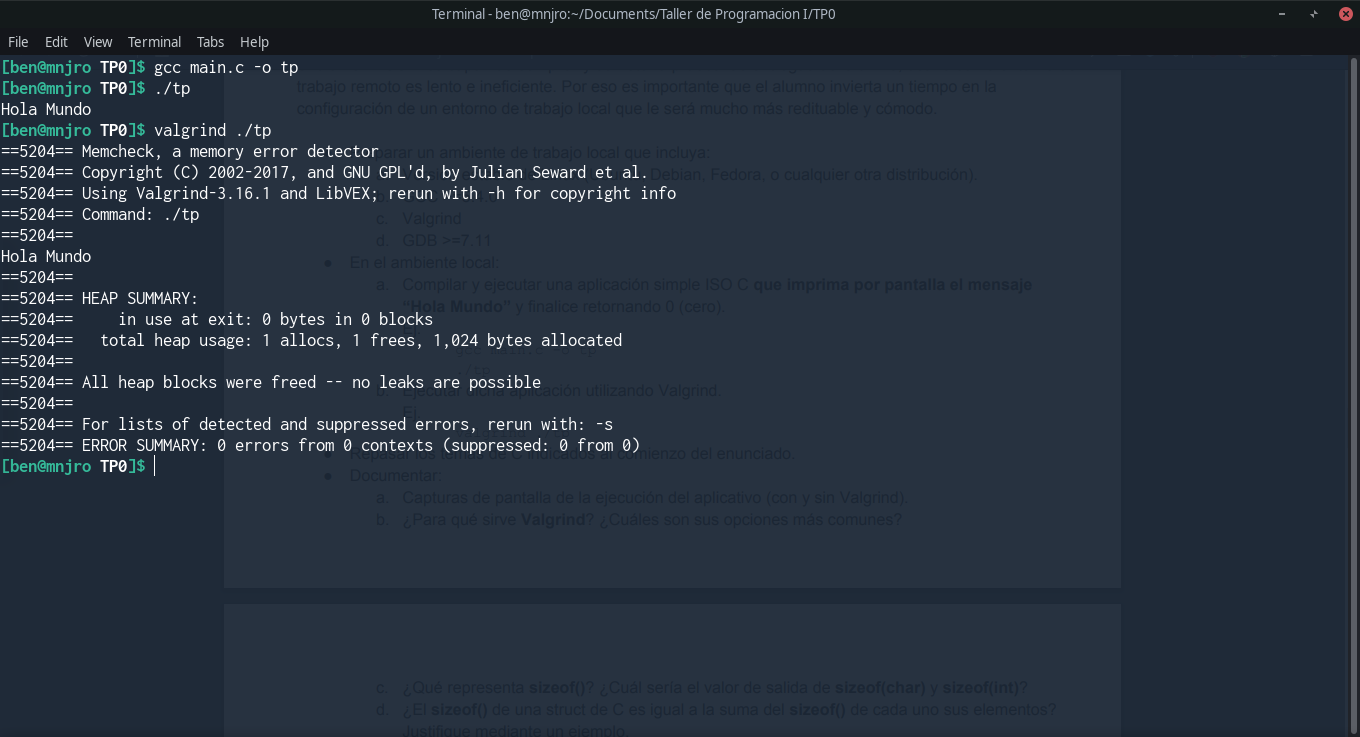 Terminal - ben@mnjro:~/Documents/Taller de Programacion I/TP0
File Edit View Terminal Tabs Help
[ben@mnjro TP0]$ gcc main.c -o tp
[ben@mnjro TP0]$ ./tp
trabajo remoto es lento e ineficiente. Por eso es importante que el alumno invierta un tiempo en la
Hola Mundo
configuración de un entorno de trabajo local que le será mucho más redituable y cómodo.
[ben@mnjro TP0]$ valgrind ./tp
==5204== Memcheck, a memory error detector
un ambiente de trabajo local que incluya:
==5204== Copyright (C) 2002-2017, and GNU GPL'd, by Julian Seward et al.
Debian, Fedora, o cualquier otra distribución).
==5204== Using Valgrind-3.16.1 and LibVEX; rerun with -h for copyright info
==5204== Command: ./tp
c. Valgrind
==5204==
d. GDB >=7.11
Hola Mundo
● En el ambiente local:
==5204==
a. Compilar y ejecutar una aplicación simple ISO C que imprima por pantalla el mensaje
==5204== HEAP SUMMARY:
“Hola Mundo” y finalice retornando 0 (cero).
==5204==     in use at exit: 0 bytes in 0 blocks
==5204==   total heap usage: 1 allocs, 1 frees, 1,024 bytes allocated
==5204==
==5204== All heap blocks were freed -- no leaks are possible
b. Ejecutar dicha aplicación utilizando Valgrind.
==5204==
Ej.
==5204== For lists of detected and suppressed errors, rerun with: -s
==5204== ERROR SUMMARY: 0 errors from 0 contexts (suppressed: 0 from 0)
● Repasar los temas de C indicados al comienzo del enunciado.
[ben@mnjro TP0]$
● Documentar:
a. Capturas de pantalla de la ejecución del aplicativo (con y sin Valgrind).
b. ¿Para qué sirve Valgrind? ¿Cuáles son sus opciones más comunes?
c. ¿Qué representa sizeof()? ¿Cuál sería el valor de salida de sizeof(char) y sizeof(int)?
d. ¿El sizeof() de una struct de C es igual a la suma del sizeof() de cada uno sus elementos?
Justifique mediante un ejemplo.